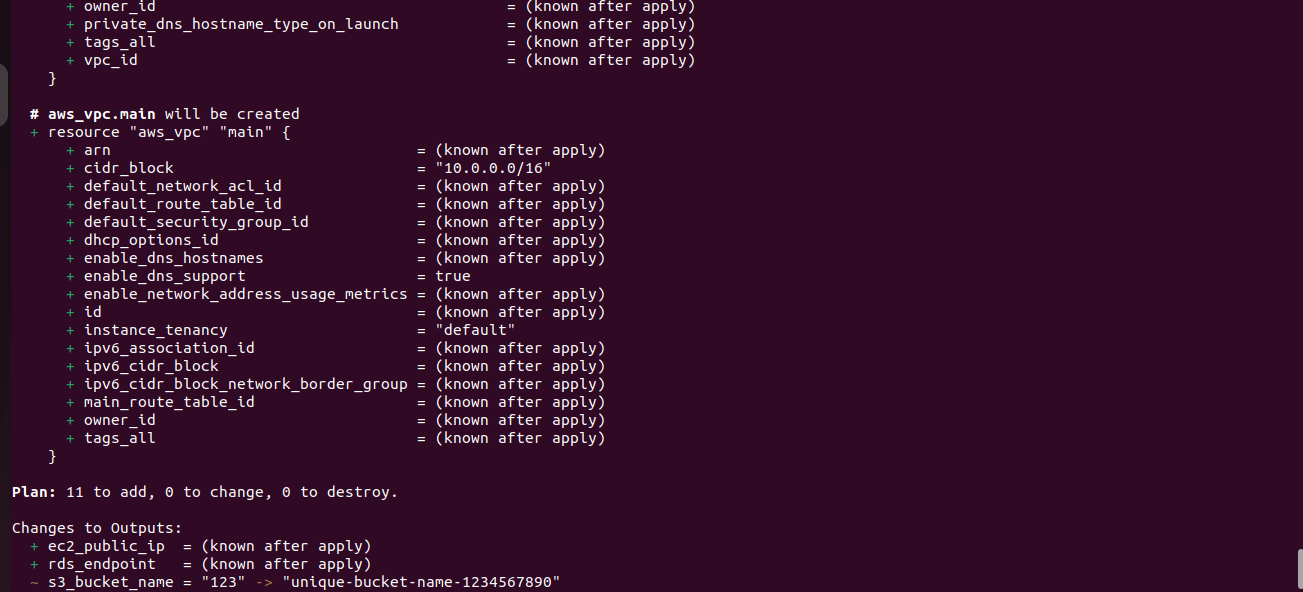 + owner_id = (known after apply)
+ private_dns_hostname_type_on_launch = (known after apply)
+ tags_all = (known after apply)
+ vpc_id = (known after apply)
}
# aws_vpc.main will be created
+ resource "aws_vpc" "main" {
+ arn = (known after apply)
+ cidr_block = "10.0.0.0/16"
+ default_network_acl_id = (known after apply)
+ default_route_table_id = (known after apply)
+ default_security_group_id = (known after apply)
+ dhcp_options_id = (known after apply)
+ enable_dns_hostnames = (known after apply)
+ enable_dns_support = true
+ enable_network_address_usage_metrics = (known after apply)
+ id = (known after apply)
+ instance_tenancy = "default"
+ ipv6_association_id = (known after apply)
+ ipv6_cidr_block = (known after apply)
+ ipv6_cidr_block_network_border_group = (known after apply)
+ main_route_table_id = (known after apply)
+ owner_id = (known after apply)
+ tags_all = (known after apply)
}
Plan: 11 to add, 0 to change, 0 to destroy.
Changes to Outputs:
+ ec2_public_ip = (known after apply)
+ rds_endpoint = (known after apply)
~ s3_bucket_name = "123" -> "unique-bucket-name-1234567890"